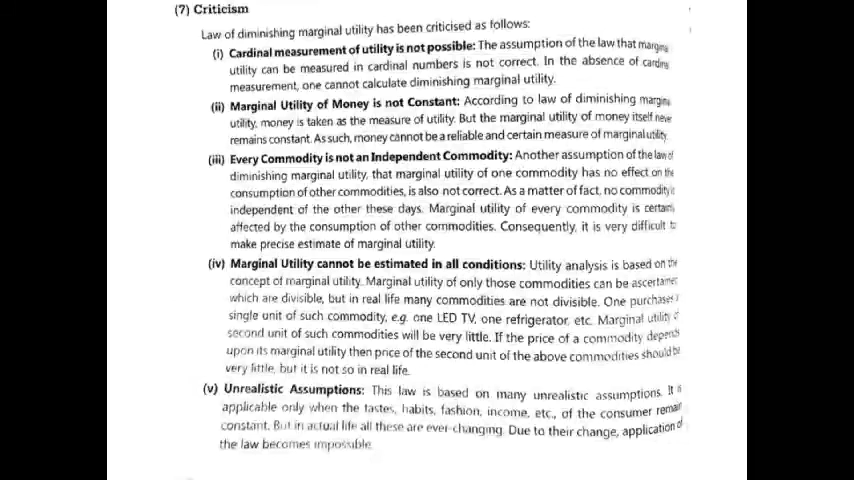 (7) Criticism
Law of diminishing marginal utility has been criticised as follows:
(i) Cardinal measurement of utility is not possible: The assumption of the law that
utility can be measured in cardinal numbers is not correct. In the absence of
measurement, one cannot calculate diminishing marginal utility.
(ii) Marginal Utility of Money is not Constant: According to law of diminishing
utility, money is taken as the measure of utility. But the marginal utility of money itself never
remains constant. As such, money cannot be a reliable and certain measure of marginal utility.
(iii) Every Commodity is not an Independent Commodity: Another assumption of the law of
diminishing marginal utility, that marginal utility of one commodity has no effect on the
consumption of other commodities, is also not correct. As a matter of fact, no commodity is
independent of the other these days. Marginal utility of every commodity is
affected by the consumption of other commodities. Consequently, it is very difficult to
make precise estimate of marginal utility.
(iv) Marginal Utility cannot be estimated in all conditions: Utility analysis is based on the
concept of marginal utility. Marginal utility of only those commodities can be
which are divisible, but in real life many commodities are not divisible. One purchases
single unit of such commodity, e.g. one LED TV, one refrigerator, etc. Marginal utility of
second unit of such commodities will be very little. If the price of a commodity depends
upon its marginal utility then price of the second unit of the above commodities should be
very little, but it is not so in real life.
(v) Unrealistic Assumptions: This law is based on many unrealistic assumptions. It is
applicable only when the tastes, habits, fashion, income, etc., of the consumer remain
constant. But in actual life all these are ever-changing. Due to their change, application of
the law becomes impossible.